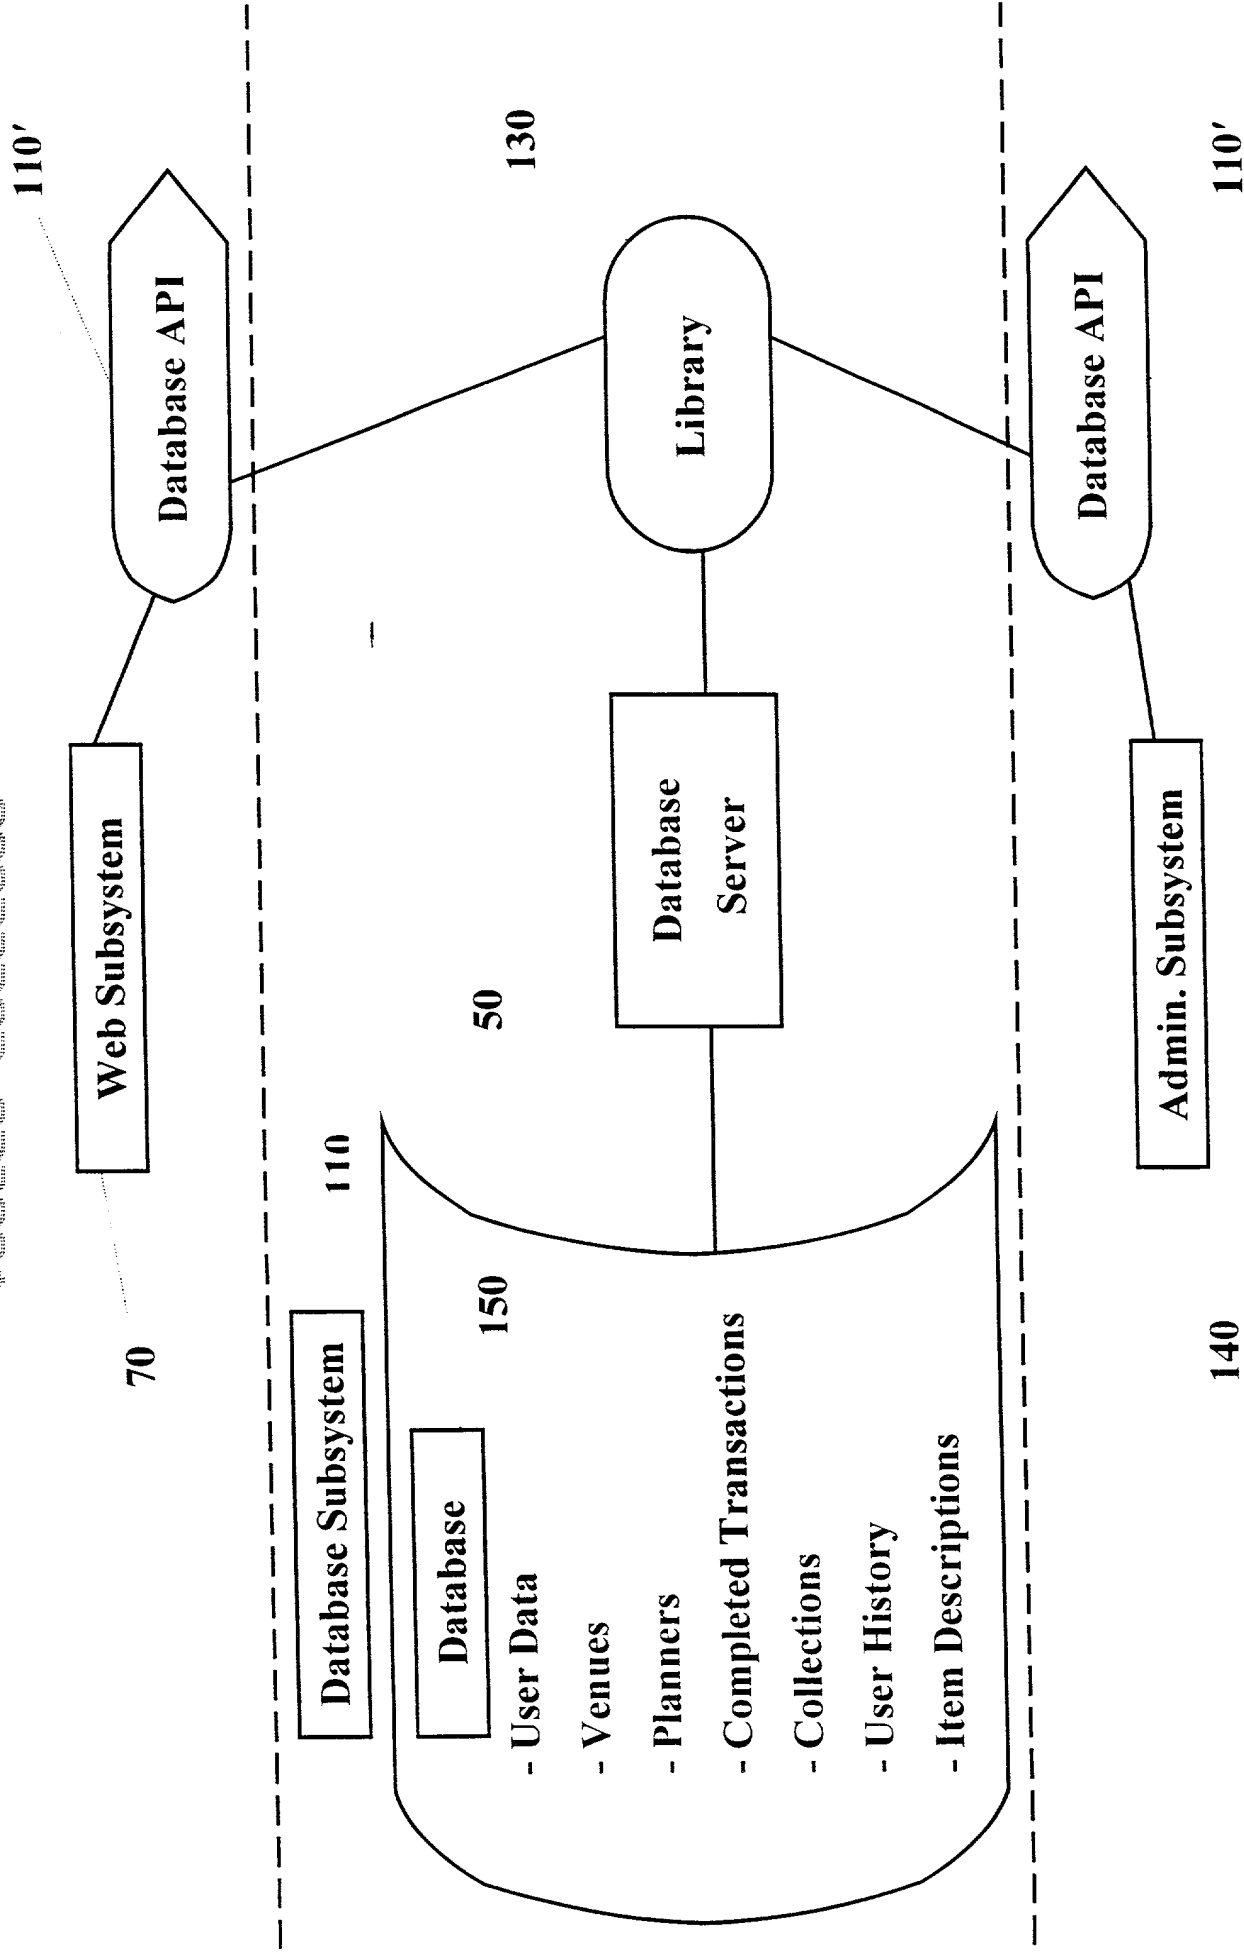 70
Web Subsystem
Database API
110′
Database Subsystem
110
Database
150
- User Data
- Venues
- Planners
- Completed Transactions
- Collections
- User History
- Item Descriptions
50
Database
Server
Library
130
140
Admin. Subsystem
Database API
110′